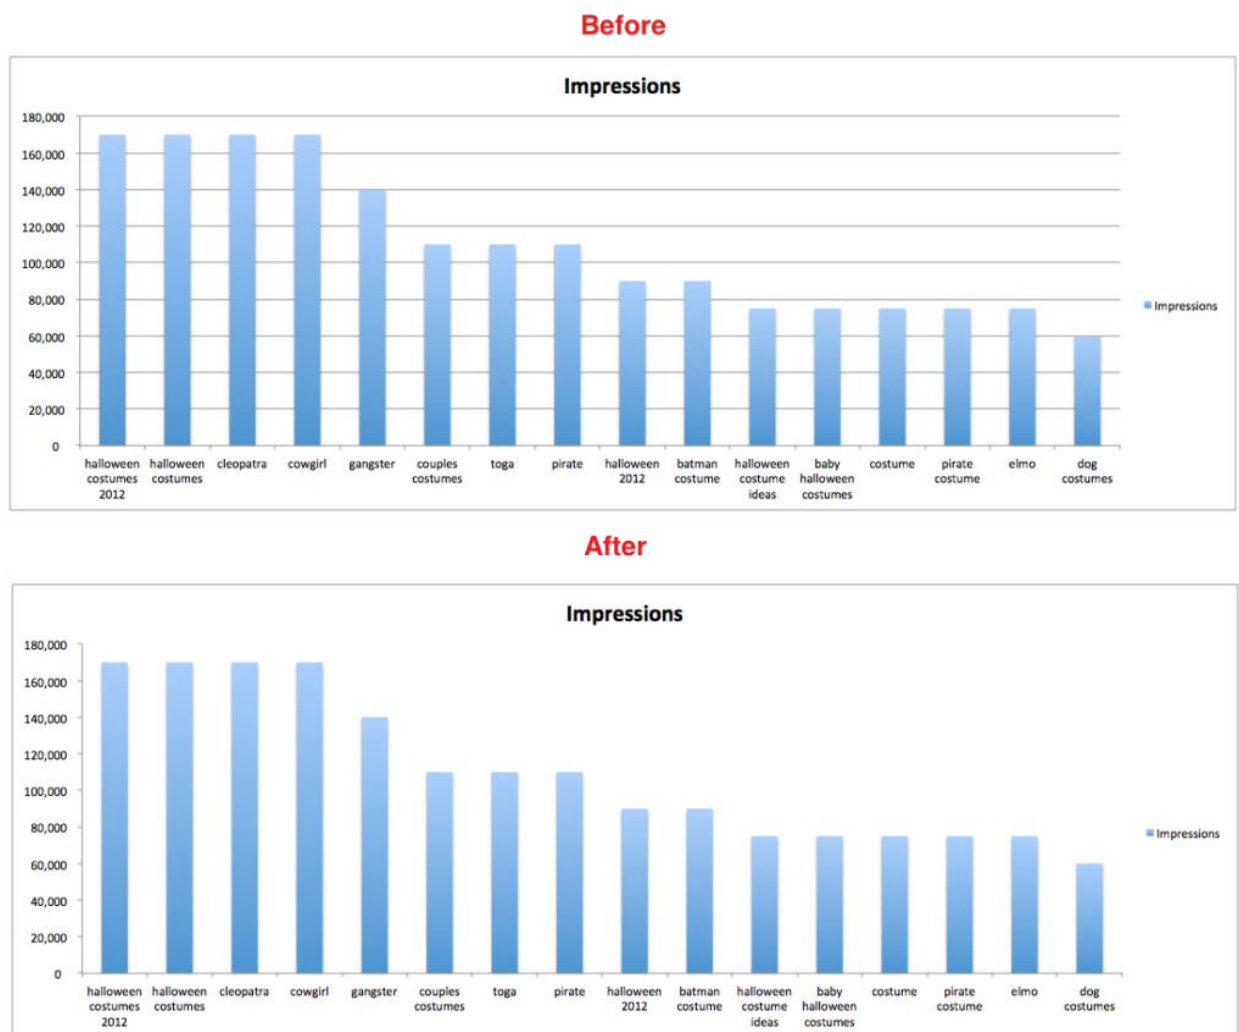 Before
Impressions
180,000
160,000
140,000
120,000
100,000
80,000
60,000
40,000
20,000
0
Impressions
halloween costumes 2012
halloween costumes
cleopatra
cowgirl
gangster
couples costumes
toga
pirate
halloween 2012
batman costume
halloween costume ideas
baby halloween costumes
costume
pirate costume
elmo
dog costumes
After
Impressions
180,000
160,000
140,000
120,000
100,000
80,000
60,000
40,000
20,000
0
Impressions
halloween costumes 2012
halloween costumes
cleopatra
cowgirl
gangster
couples costumes
toga
pirate
halloween 2012
batman costume
halloween costume ideas
baby halloween costumes
costume
pirate costume
elmo
dog costumes